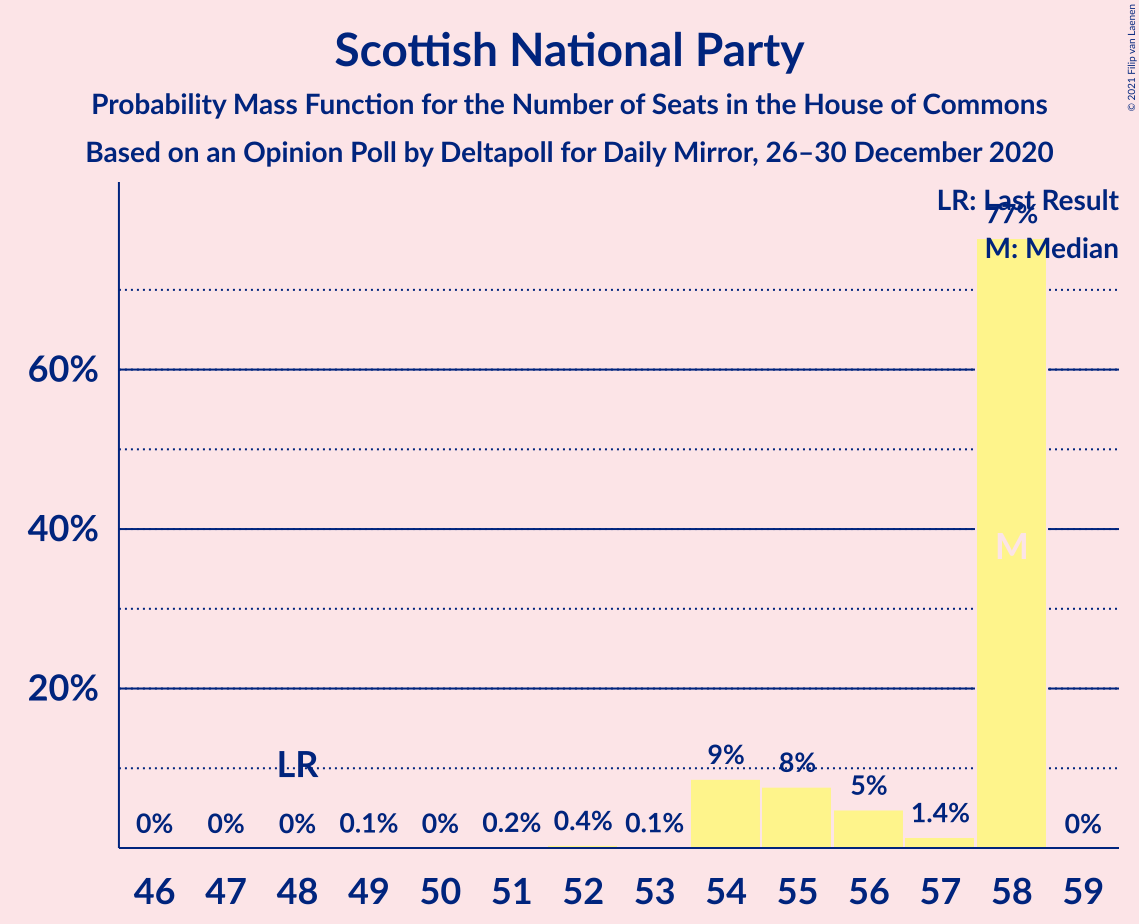 Scottish National Party
Probability Mass Function for the Number of Seats in the House of Commons
Based on an Opinion Poll by Deltapoll for Daily Mirror, 26–30 December 2020
© 2021 Filip van Laenen
LR: Last Result
M: Median
77%
60%
40%
20%
M
LR
0% 0% 0% 0.1% 0% 0.2% 0.4% 0.1% 9% 8% 5% 1.4% 0%
46 47 48 49 50 51 52 53 54 55 56 57 58 59